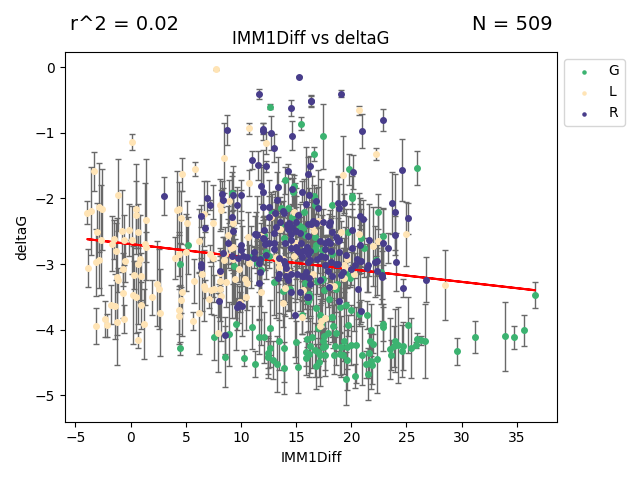 r^2 = 0.02
N = 509
IMM1Diff vs deltaG
G
L
R
deltaG
0
−1
−2
−3
−4
−5
−5
0
5
10
15
20
25
30
35
IMM1Diff